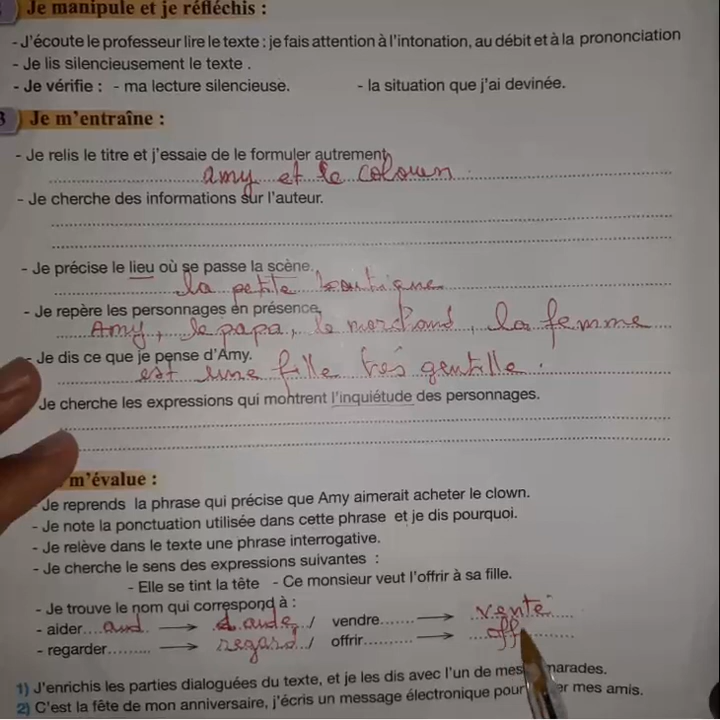 Je manipule et je réfléchis :
- J'écoute le professeur lire le texte : je fais attention à l'intonation, au débit et à la prononciation
- Je lis silencieusement le texte .
- Je vérifie : - ma lecture silencieuse. - la situation que j'ai devinée.
3 Je m'entraîne :
- Je relis le titre et j'essaie de le formuler autrement
amy et le clown
- Je cherche des informations sur l'auteur.
- Je précise le lieu où se passe la scène.
la petite boutique
- Je repère les personnages en présence,
Amy, le papa, le la femme
- Je dis ce que je pense d'Amy.
est une fille très gentille.
Je cherche les expressions qui montrent l'inquiétude des personnages.
m'évalue :
- Je reprends la phrase qui précise que Amy aimerait acheter le clown.
- Je note la ponctuation utilisée dans cette phrase et je dis pourquoi.
- Je relève dans le texte une phrase interrogative.
- Je cherche le sens des expressions suivantes :
- Elle se tint la tête - Ce monsieur veut l'offrir à sa fille.
- Je trouve le nom qui correspond à :
- aider → / vendre → vente
- regarder → regard / offrir → off
1) J'enrichis les parties dialoguées du texte, et je les dis avec l'un de mes
2) C'est la fête de mon anniversaire, j'écris un message électronique pour mes amis.